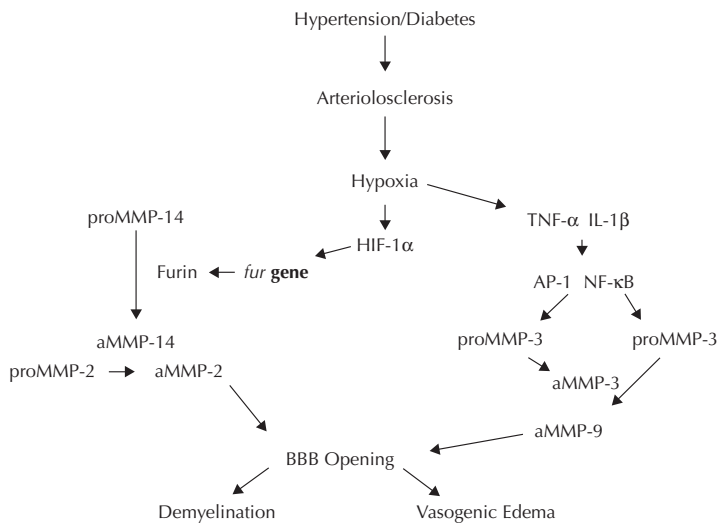 Hypertension/Diabetes
Arteriolosclerosis
Hypoxia
proMMP-14
TNF-α IL-1β
HIF-1α
Furin
fur gene
AP-1 NF-κB
proMMP-3
proMMP-3
aMMP-14
proMMP-2
aMMP-2
aMMP-3
aMMP-9
BBB Opening
Demyelination
Vasogenic Edema